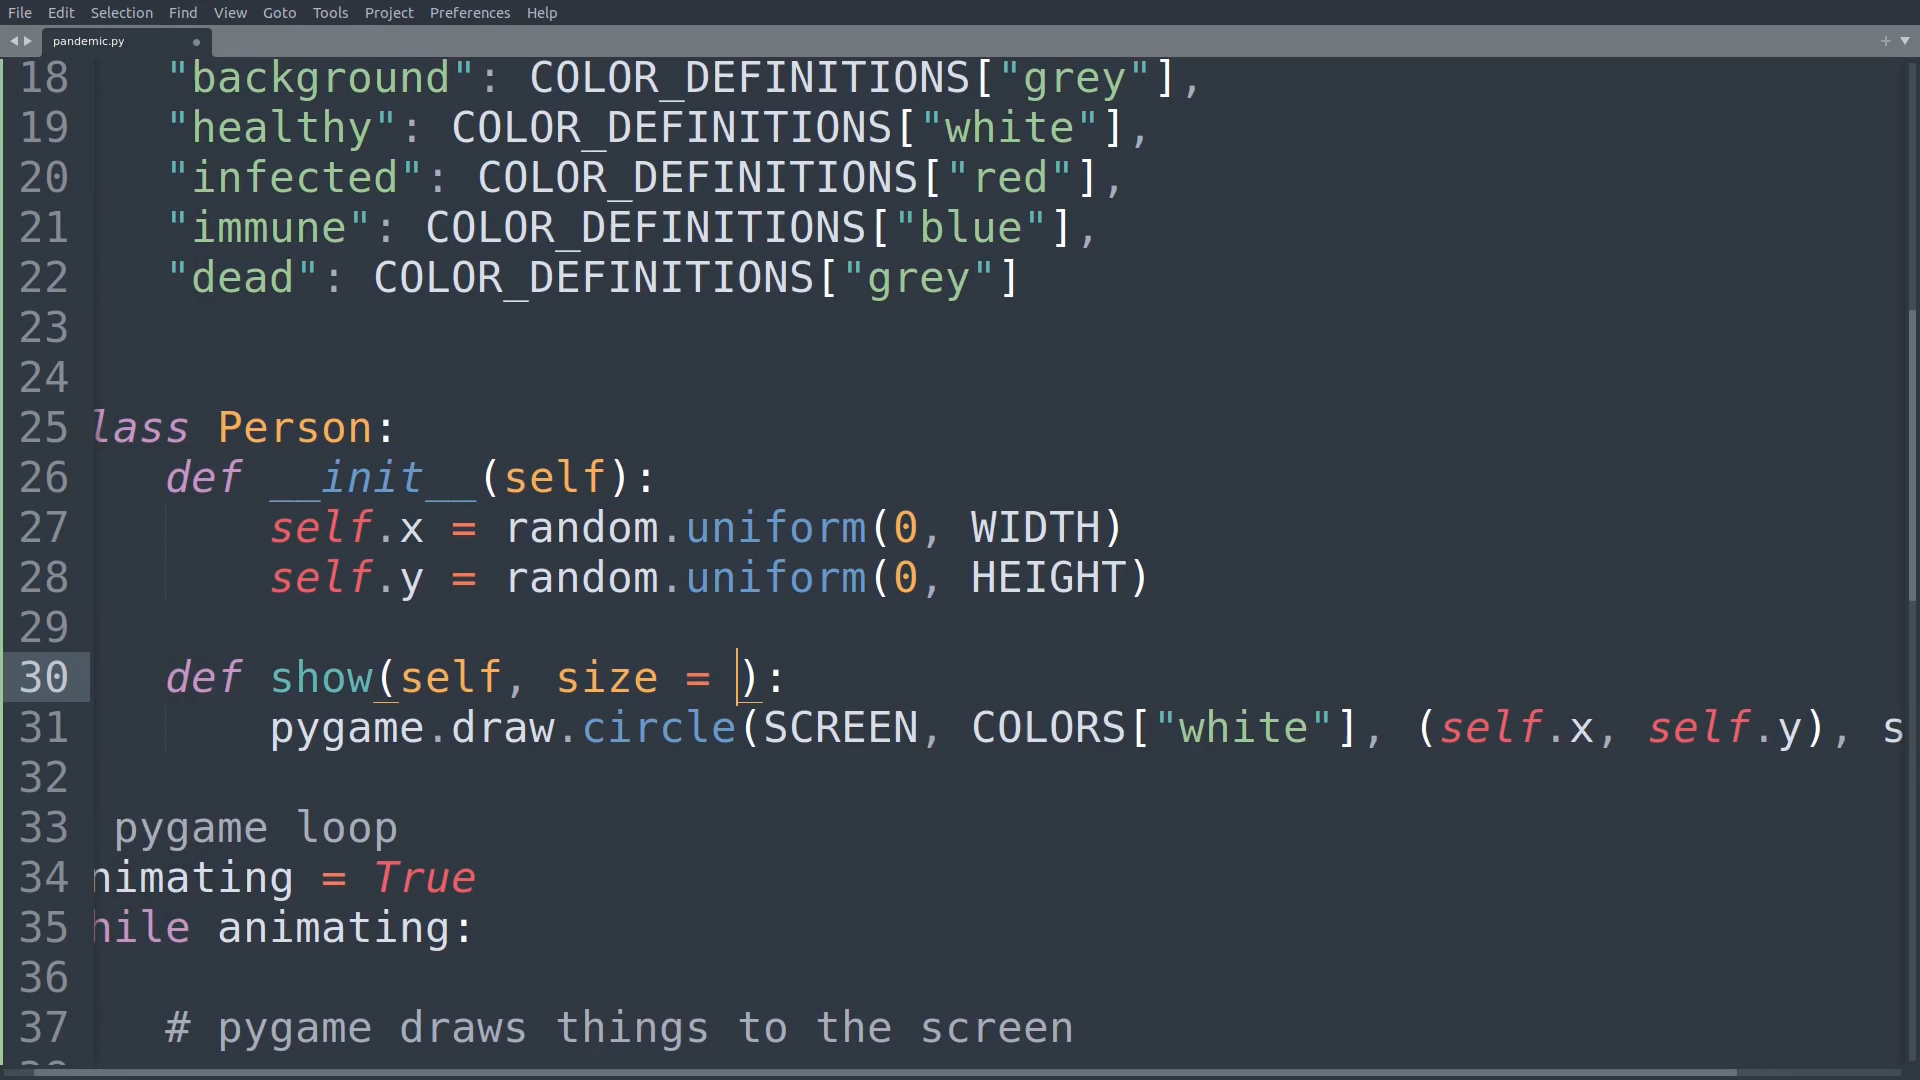 File Edit Selection Find View Goto Tools Project Preferences Help
pandemic.py
18 "background": COLOR_DEFINITIONS["grey"],
19 "healthy": COLOR_DEFINITIONS["white"],
20 "infected": COLOR_DEFINITIONS["red"],
21 "immune": COLOR_DEFINITIONS["blue"],
22 "dead": COLOR_DEFINITIONS["grey"]
23
24
25 lass Person:
26 def __init__(self):
27 self.x = random.uniform(0, WIDTH)
28 self.y = random.uniform(0, HEIGHT)
29
30 def show(self, size = ):
31 pygame.draw.circle(SCREEN, COLORS["white"], (self.x, self.y), s
32
33 pygame loop
34 nimating = True
35 hile animating:
36
37 # pygame draws things to the screen